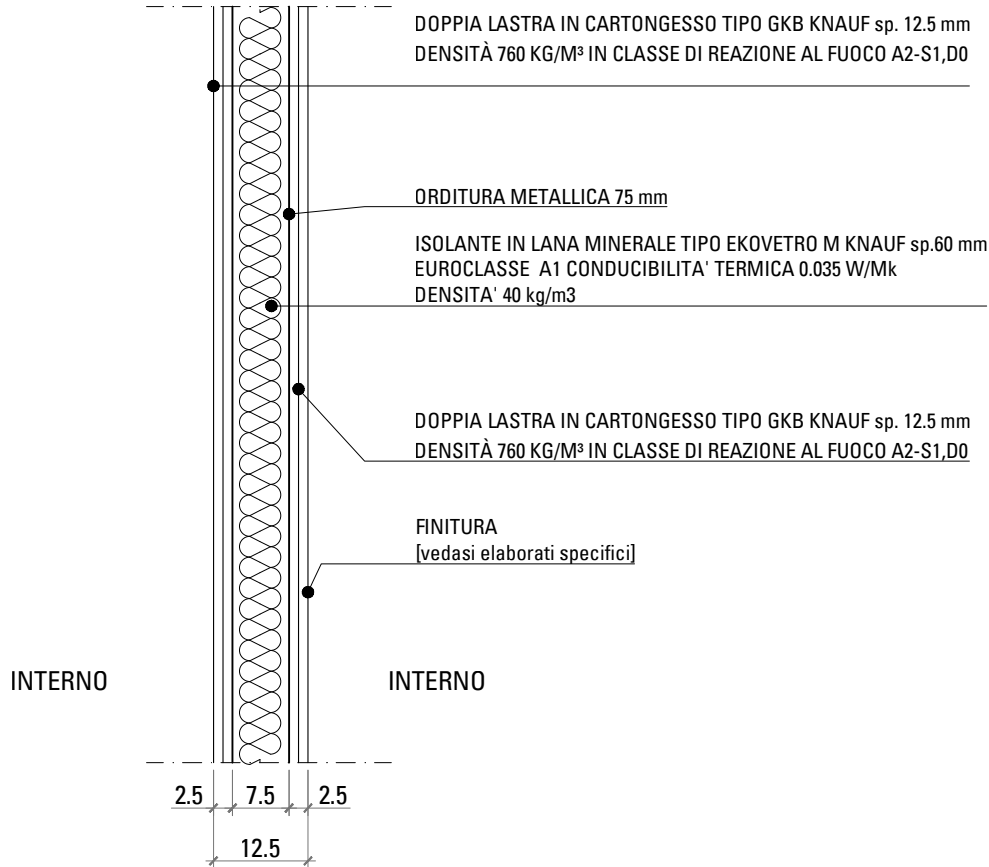 DOPPIA LASTRA IN CARTONGESSO TIPO GKB KNAUF sp. 12.5 mm
DENSITÀ 760 KG/M³ IN CLASSE DI REAZIONE AL FUOCO A2-S1,D0
ORDITURA METALLICA 75 mm
ISOLANTE IN LANA MINERALE TIPO EKOVETRO M KNAUF sp.60 mm
EUROCLASSE A1 CONDUCIBILITA' TERMICA 0.035 W/Mk
DENSITA' 40 kg/m3
DOPPIA LASTRA IN CARTONGESSO TIPO GKB KNAUF sp. 12.5 mm
DENSITÀ 760 KG/M³ IN CLASSE DI REAZIONE AL FUOCO A2-S1,D0
FINITURA
[vedasi elaborati specifici]
INTERNO
INTERNO
2.5 7.5 2.5
12.5